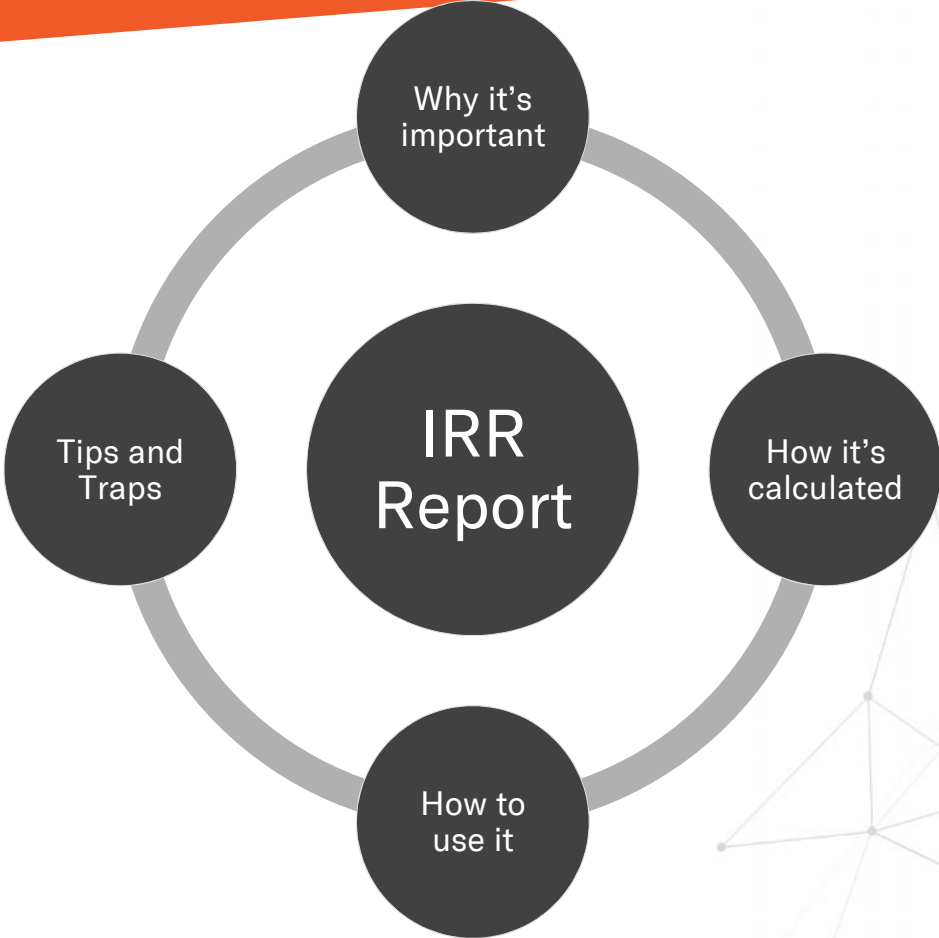 Why it’s
important
IRR
Report
Tips and
Traps
How it’s
calculated
How to
use it